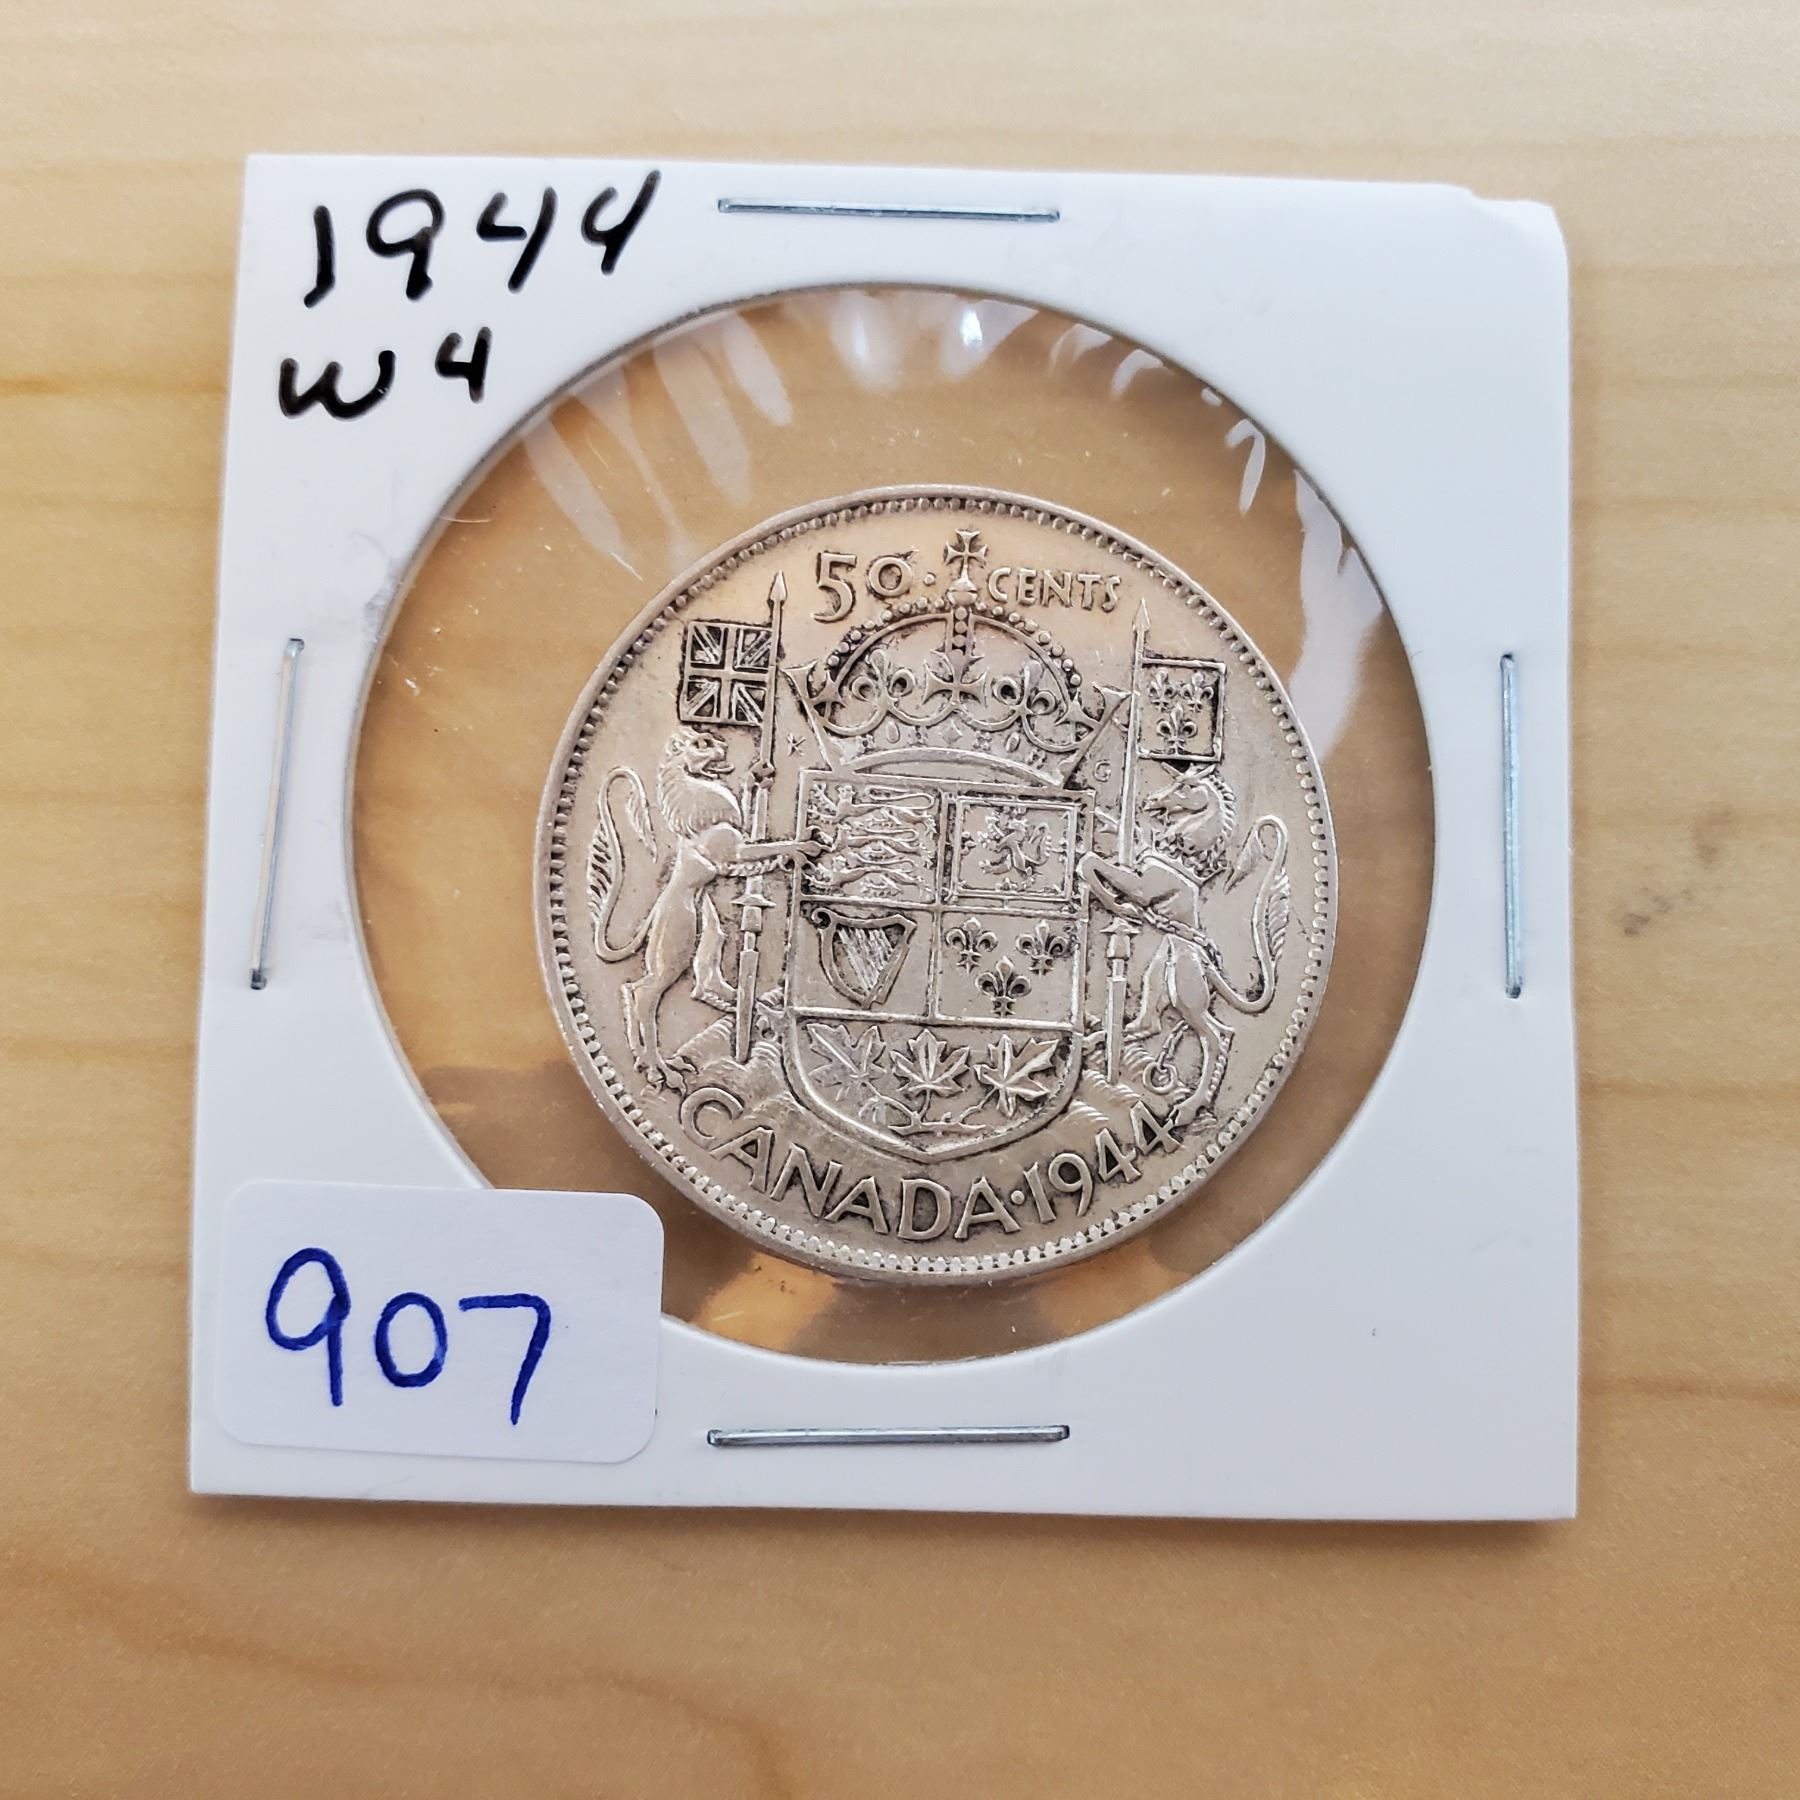 1944
W4
50 · CENTS
K G
CANADA · 1944
907